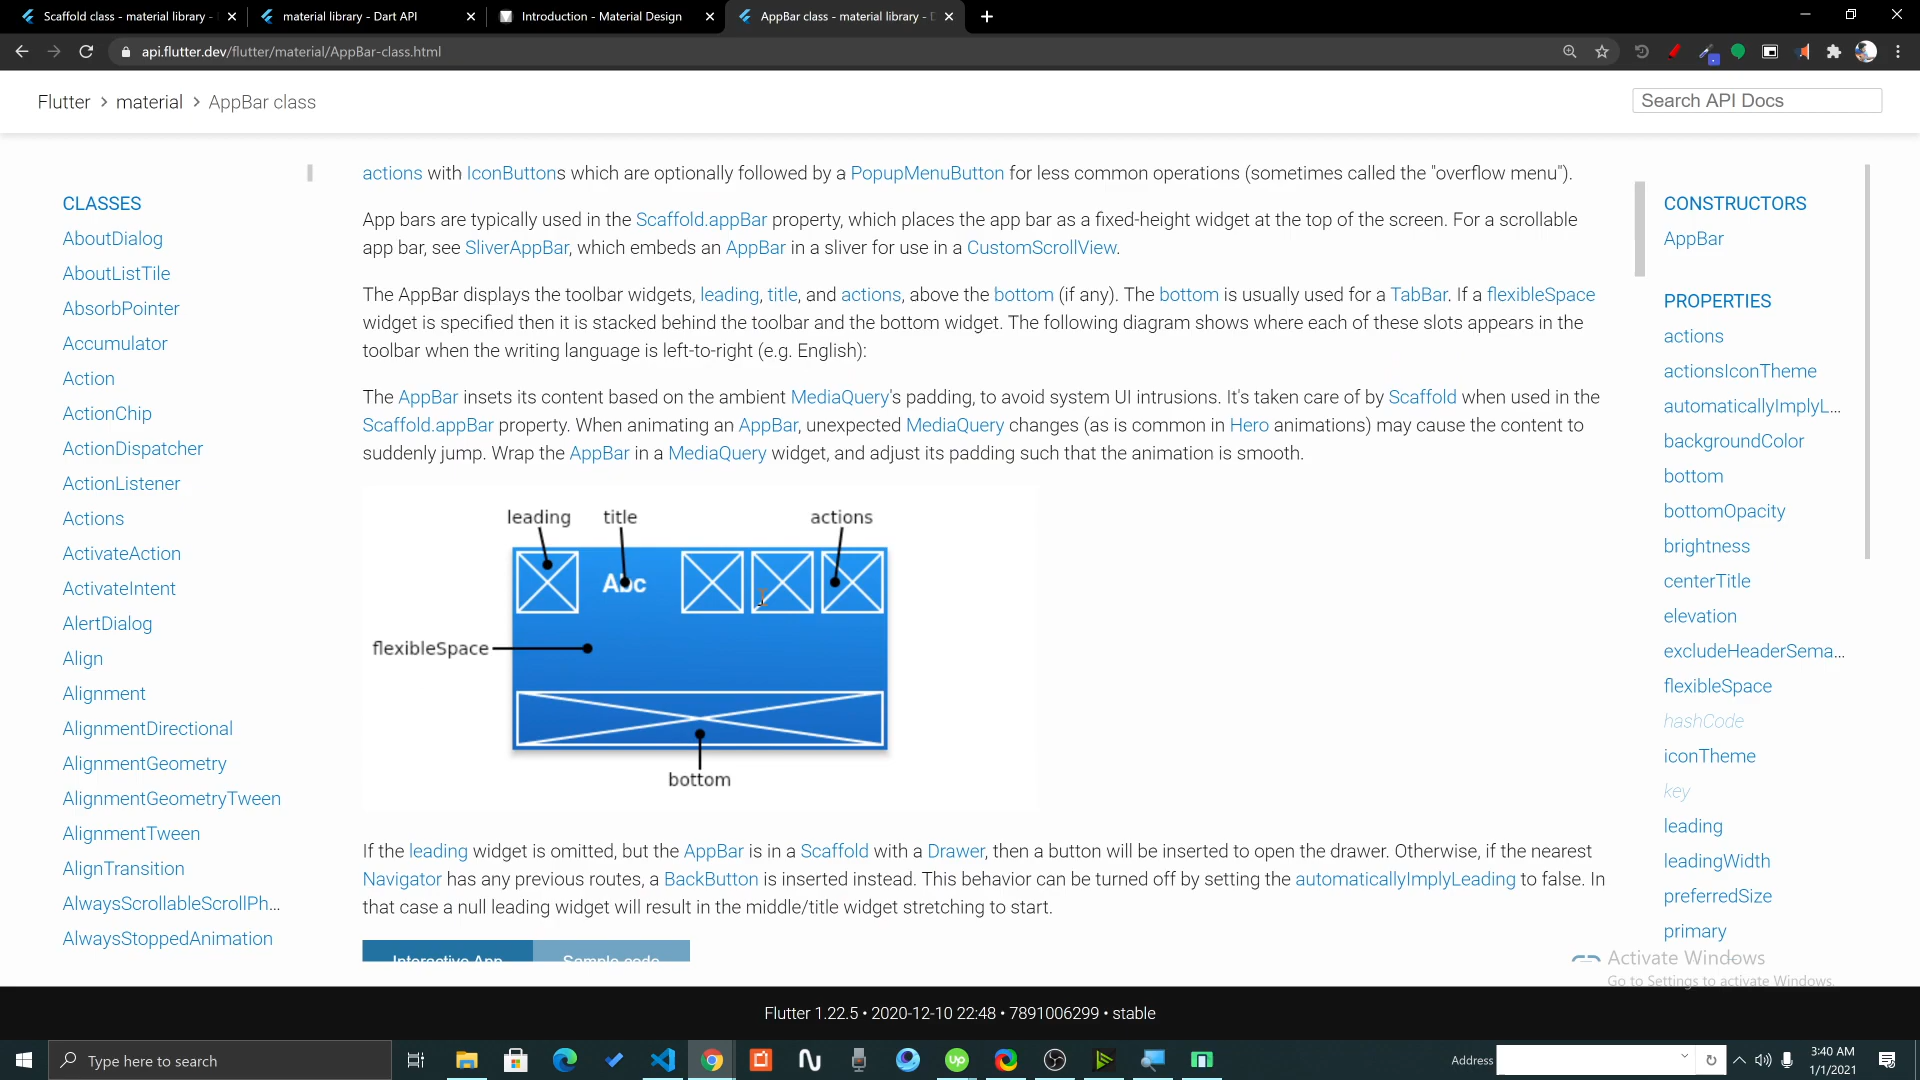 Scaffold class - material library -
material library - Dart API
Introduction - Material Design
AppBar class - material library - D
api.flutter.dev/flutter/material/AppBar-class.html
Flutter > material > AppBar class
Search API Docs
CLASSES
AboutDialog
AboutListTile
AbsorbPointer
Accumulator
Action
ActionChip
ActionDispatcher
ActionListener
Actions
ActivateAction
ActivateIntent
AlertDialog
Align
Alignment
AlignmentDirectional
AlignmentGeometry
AlignmentGeometryTween
AlignmentTween
AlignTransition
AlwaysScrollableScrollPh...
AlwaysStoppedAnimation
actions with IconButtons which are optionally followed by a PopupMenuButton for less common operations (sometimes called the "overflow menu").
App bars are typically used in the Scaffold.appBar property, which places the app bar as a fixed-height widget at the top of the screen. For a scrollable
app bar, see SliverAppBar, which embeds an AppBar in a sliver for use in a CustomScrollView.
The AppBar displays the toolbar widgets, leading, title, and actions, above the bottom (if any). The bottom is usually used for a TabBar. If a flexibleSpace
widget is specified then it is stacked behind the toolbar and the bottom widget. The following diagram shows where each of these slots appears in the
toolbar when the writing language is left-to-right (e.g. English):
The AppBar insets its content based on the ambient MediaQuery's padding, to avoid system UI intrusions. It's taken care of by Scaffold when used in the
Scaffold.appBar property. When animating an AppBar, unexpected MediaQuery changes (as is common in Hero animations) may cause the content to
suddenly jump. Wrap the AppBar in a MediaQuery widget, and adjust its padding such that the animation is smooth.
leading title actions
Abc
flexibleSpace
bottom
If the leading widget is omitted, but the AppBar is in a Scaffold with a Drawer, then a button will be inserted to open the drawer. Otherwise, if the nearest
Navigator has any previous routes, a BackButton is inserted instead. This behavior can be turned off by setting the automaticallyImplyLeading to false. In
that case a null leading widget will result in the middle/title widget stretching to start.
Interactive App Sample code
CONSTRUCTORS
AppBar
PROPERTIES
actions
actionsIconTheme
automaticallyImplyL...
backgroundColor
bottom
bottomOpacity
brightness
centerTitle
elevation
excludeHeaderSema...
flexibleSpace
hashCode
iconTheme
key
leading
leadingWidth
preferredSize
primary
Activate Windows
Go to Settings to activate Windows.
Flutter 1.22.5 • 2020-12-10 22:48 • 7891006299 • stable
Type here to search
Up
Address
3:40 AM
1/1/2021